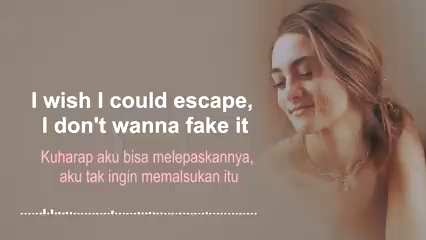 I wish I could escape,
I don't wanna fake it
Kuharap aku bisa melepaskannya,
aku tak ingin memalsukan itu